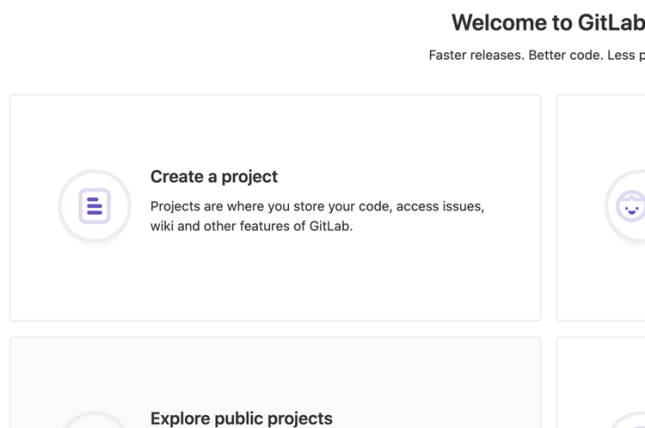 Welcome to GitLab
Faster releases. Better code. Less
Create a project
Projects are where you store your code, access issues,
wiki and other features of GitLab.
Explore public projects